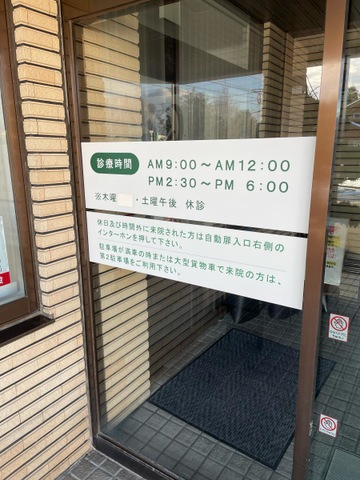 診療時間 AM9:00～AM12:00
PM2:30～PM 6:00
※木曜 ・土曜午後 休診
休日及び時間外に来院された方は自動扉入口右側の
インターホンを押して下さい。
駐車場が満車の時または大型貨物車で来院の方は、
第2駐車場をご利用下さい。